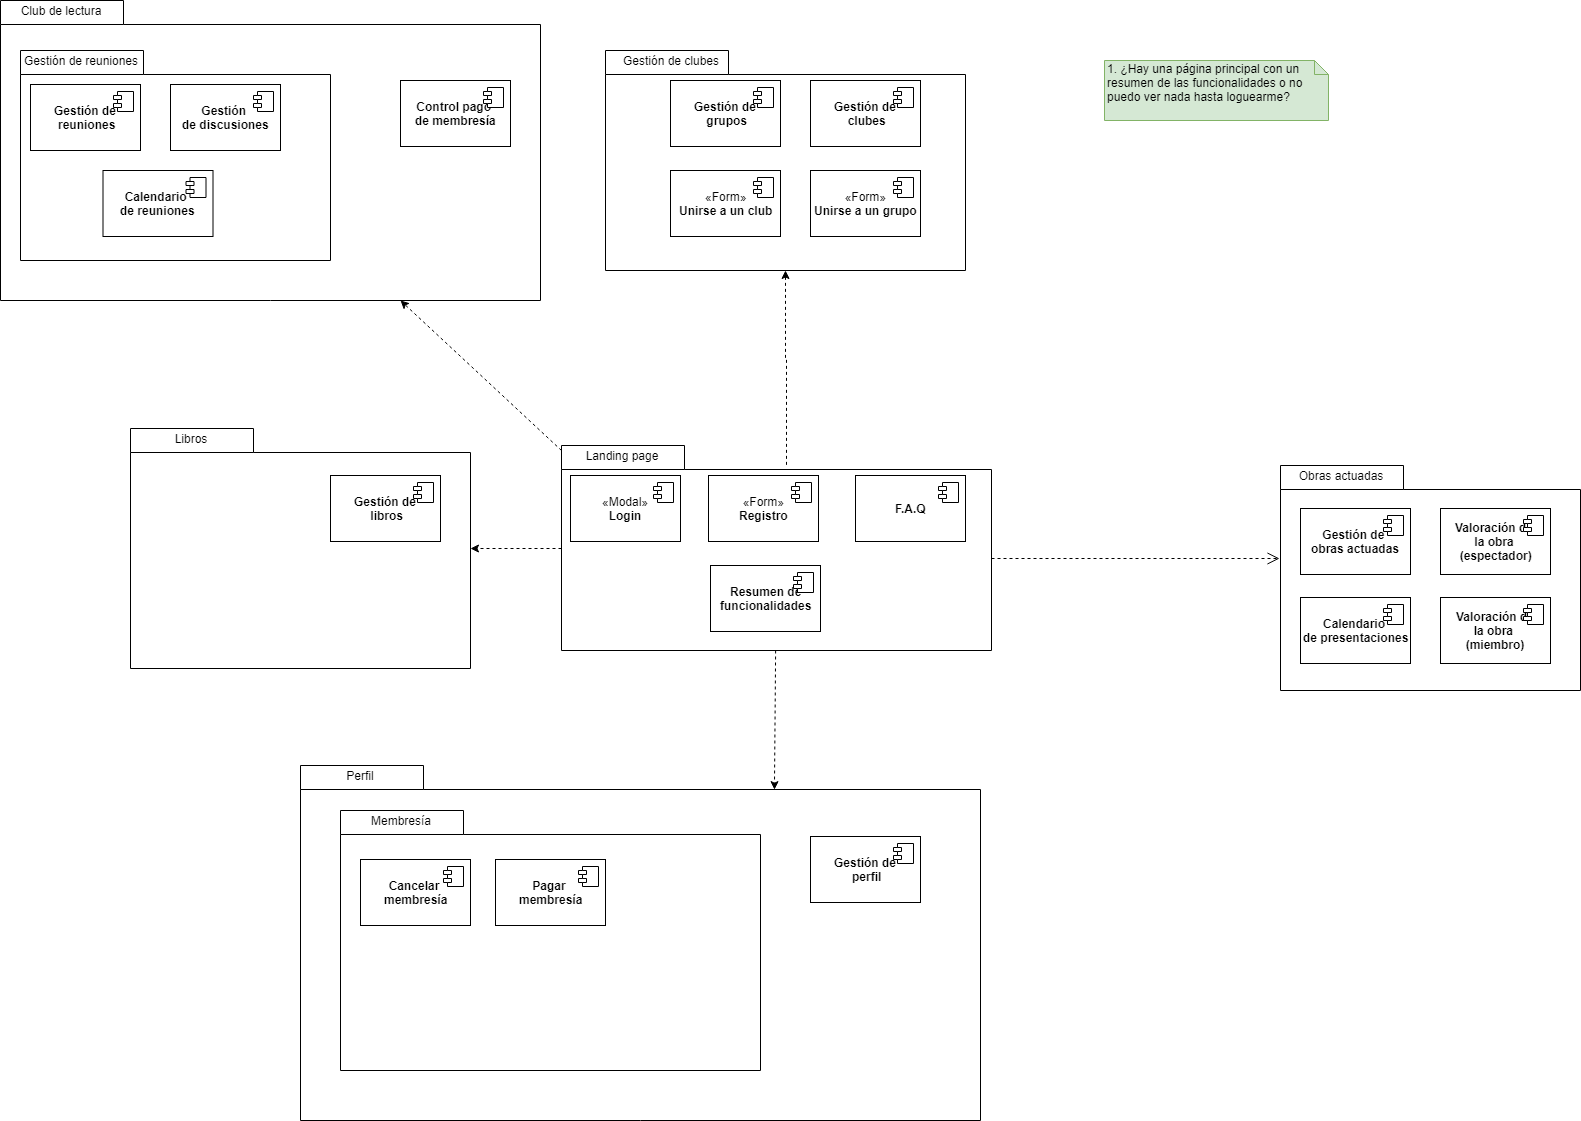 Club de lectura
Gestión de reuniones
Gestión de
reuniones
Gestión
de discusiones
Calendario
de reuniones
Control pago
de membresía
Gestión de clubes
Gestión de
grupos
Gestión de
clubes
«Form»
Unirse a un club
«Form»
Unirse a un grupo
1. ¿Hay una página principal con un
resumen de las funcionalidades o no
puedo ver nada hasta loguearme?
Libros
Gestión de
libros
Landing page
«Modal»
Login
«Form»
Registro
F.A.Q
Resumen de
funcionalidades
Obras actuadas
Gestión de
obras actuadas
Valoración de
la obra
(espectador)
Calendario
de presentaciones
Valoración de
la obra
(miembro)
Perfil
Membresía
Cancelar
membresía
Pagar
membresía
Gestión de
perfil